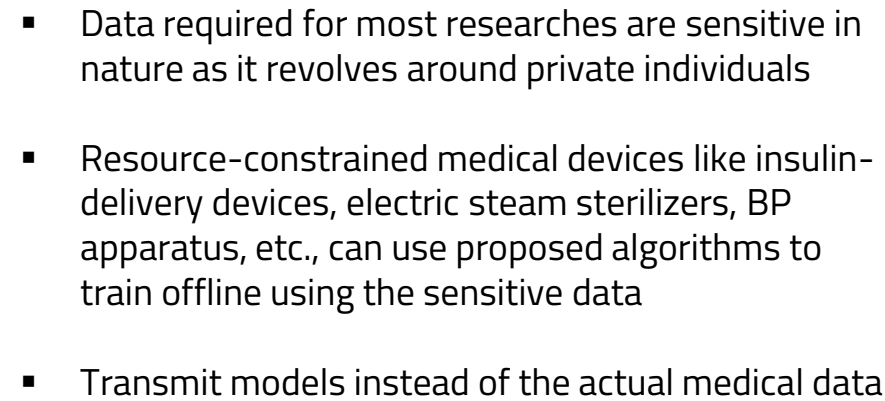 ▪ Data required for most researches are sensitive in
nature as it revolves around private individuals
▪ Resource-constrained medical devices like insulin-
delivery devices, electric steam sterilizers, BP
apparatus, etc., can use proposed algorithms to
train offline using the sensitive data
▪ Transmit models instead of the actual medical data